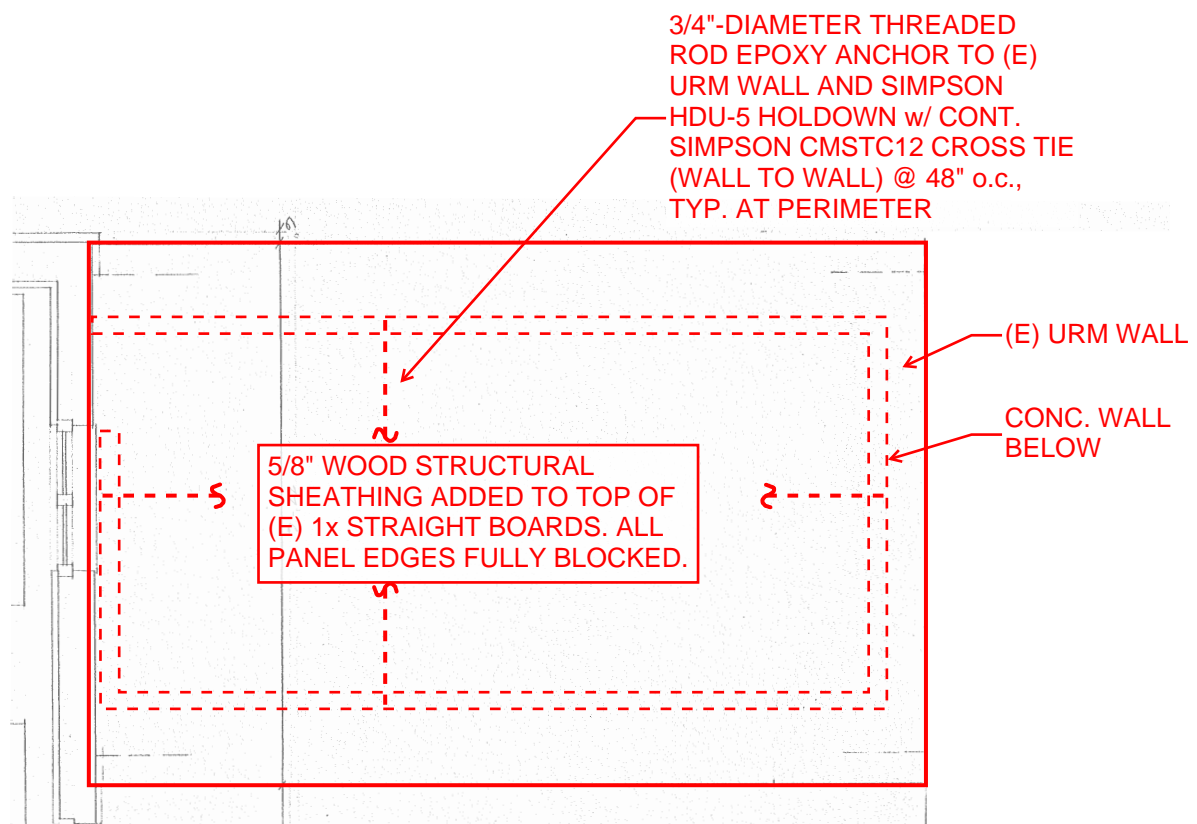 3/4"-DIAMETER THREADED
ROD EPOXY ANCHOR TO (E)
URM WALL AND SIMPSON
HDU-5 HOLDOWN w/ CONT.
SIMPSON CMSTC12 CROSS TIE
(WALL TO WALL) @ 48" o.c.,
TYP. AT PERIMETER
(E) URM WALL
CONC. WALL
BELOW
5/8" WOOD STRUCTURAL
SHEATHING ADDED TO TOP OF
(E) 1x STRAIGHT BOARDS. ALL
PANEL EDGES FULLY BLOCKED.